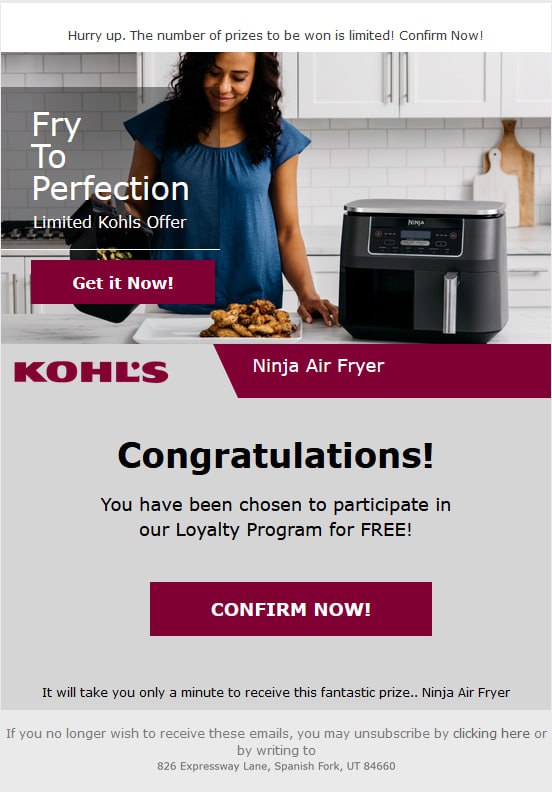 Hurry up. The number of prizes to be won is limited! Confirm Now!
Fry
To
Perfection
Limited Kohls Offer
Get it Now!
NINJA
KOHL'S
Ninja Air Fryer
Congratulations!
You have been chosen to participate in
our Loyalty Program for FREE!
CONFIRM NOW!
It will take you only a minute to receive this fantastic prize.. Ninja Air Fryer
If you no longer wish to receive these emails, you may unsubscribe by clicking here or
by writing to
826 Expressway Lane, Spanish Fork, UT 84660